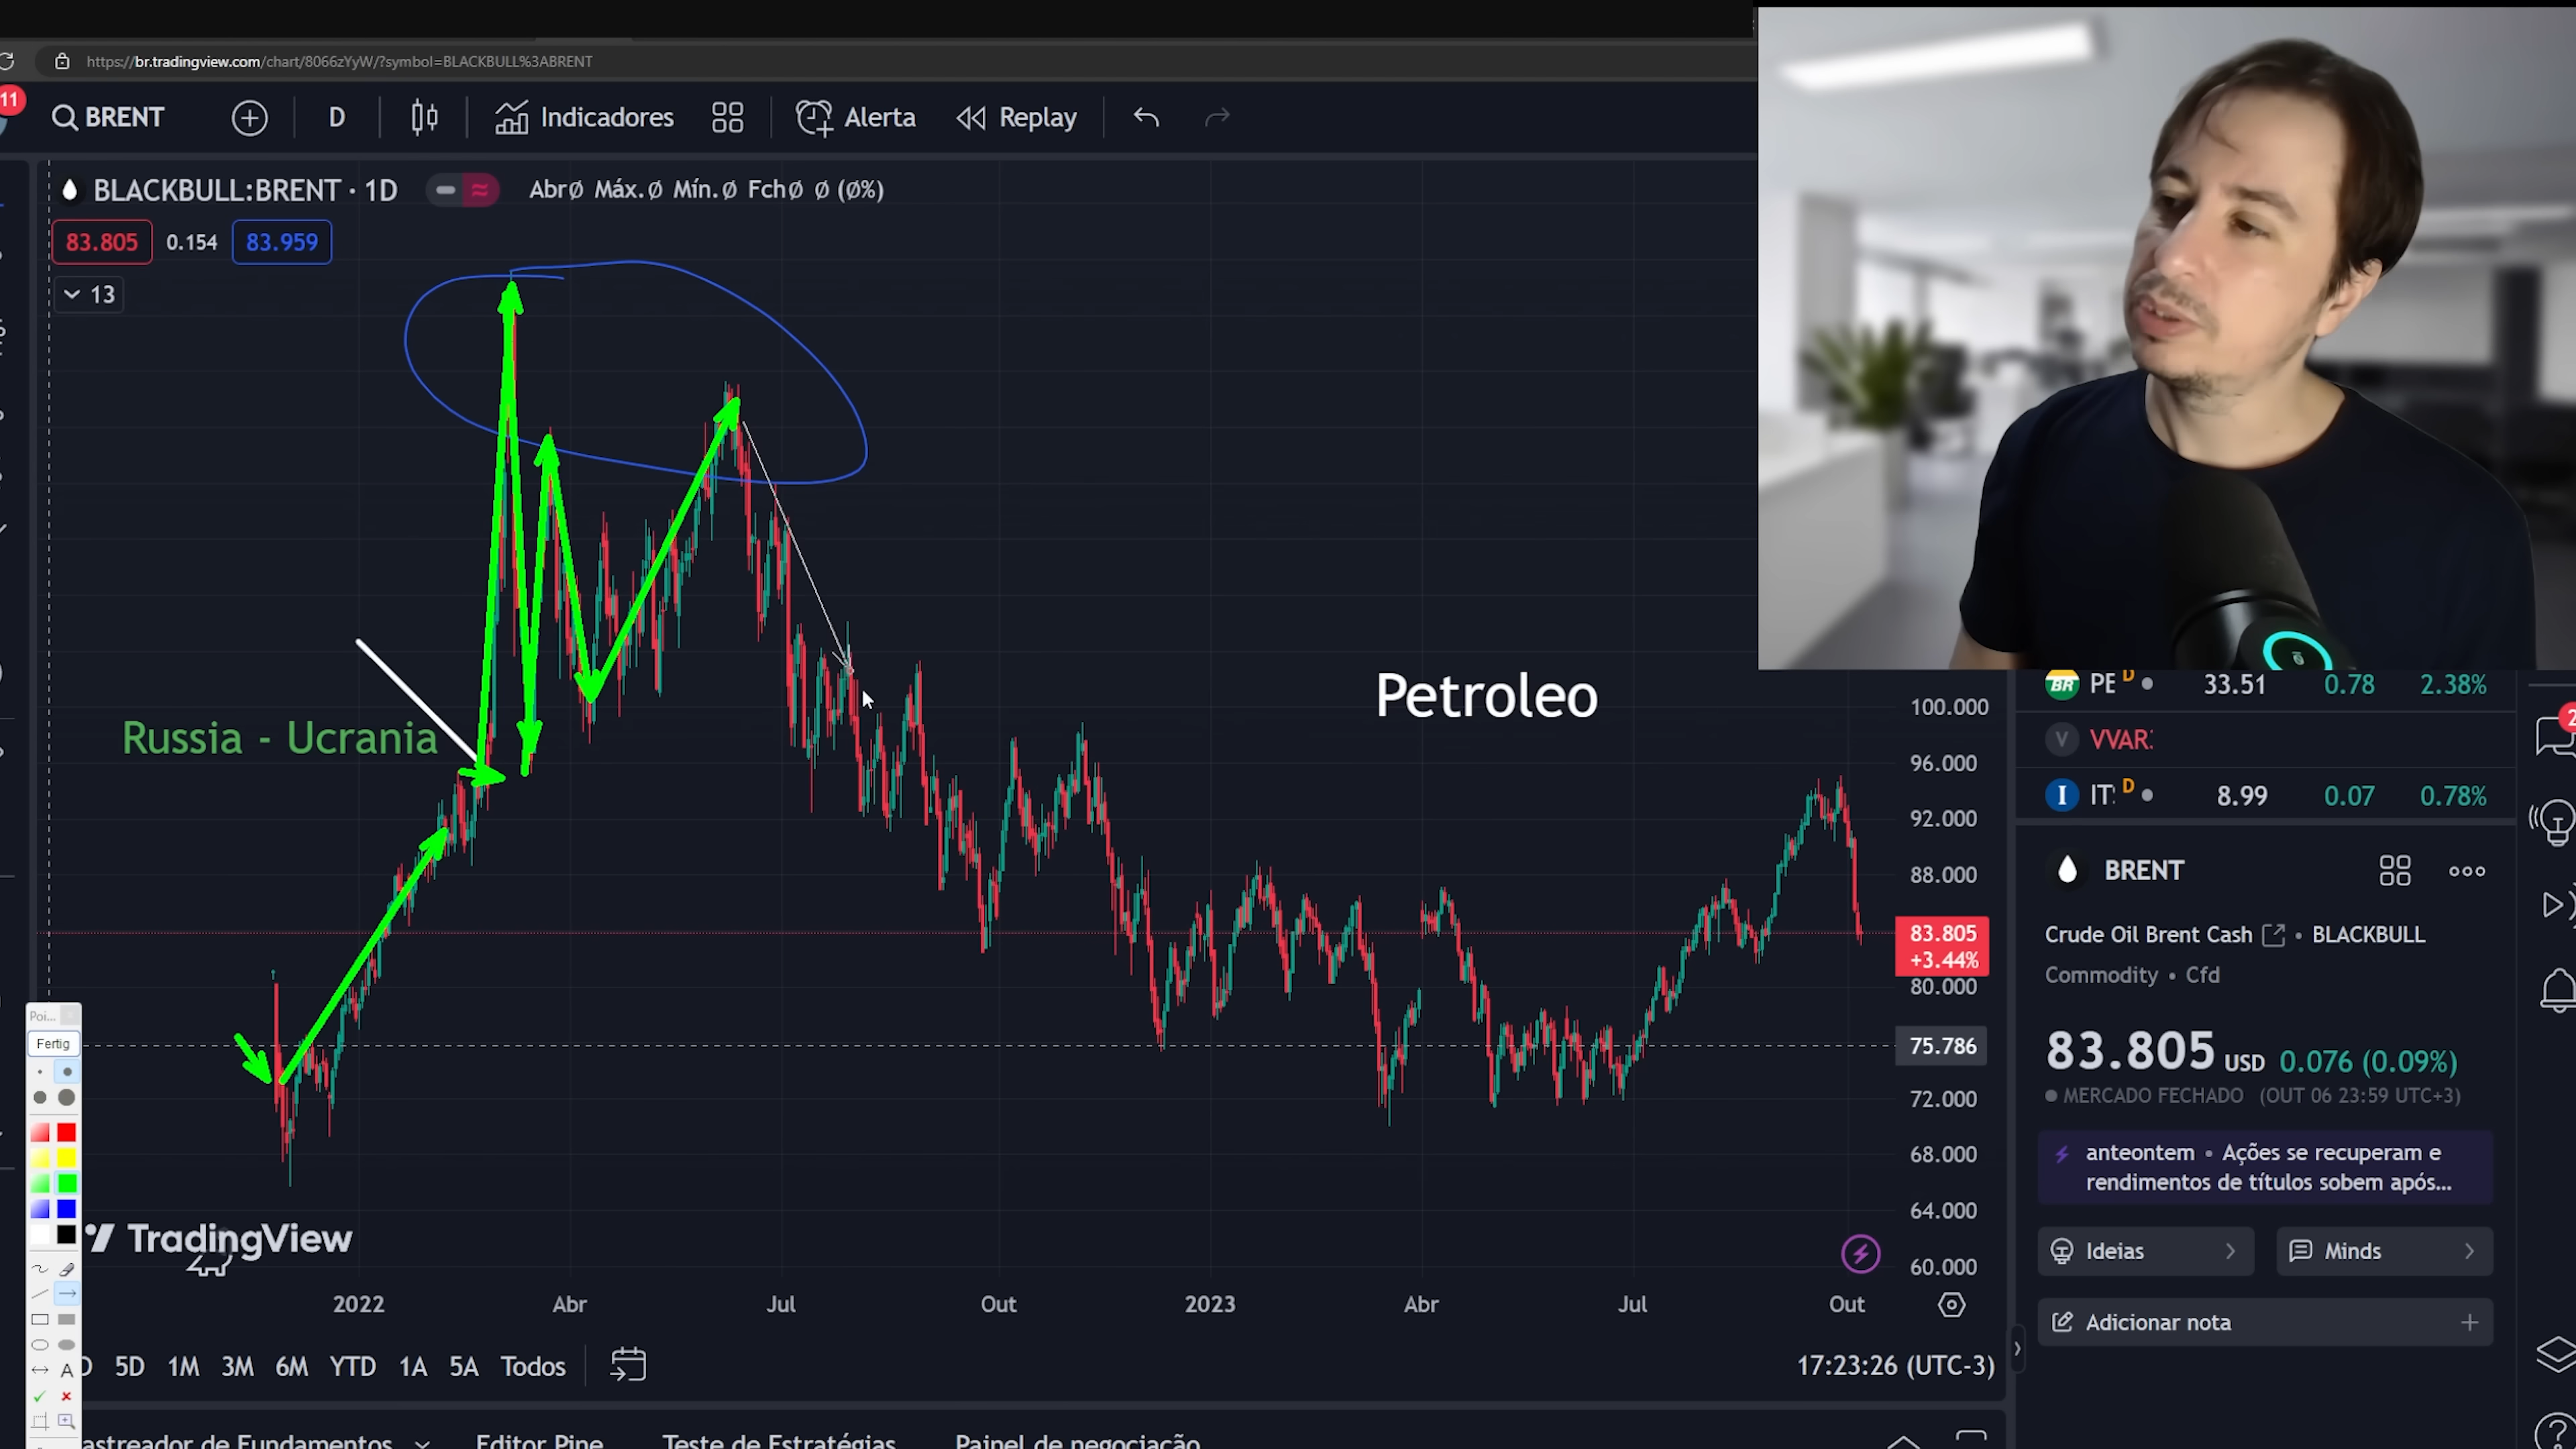 https://br.tradingview.com/chart/8066zYyW/?symbol=BLACKBULL%3ABRENT
11
BRENT
D
Indicadores
Alerta
Replay
BLACKBULL:BRENT · 1D
AbrØ Máx.Ø Mín.Ø FchØ Ø (Ø%)
83.805
0.154
83.959
13
Russia - Ucrania
Petroleo
100.000
96.000
92.000
88.000
83.805
+3.44%
80.000
75.786
72.000
68.000
64.000
60.000
2022
Abr
Jul
Out
2023
Abr
Jul
Out
TradingView
Poi...
Fertig
A
5D
1M
3M
6M
YTD
1A
5A
Todos
17:23:26 (UTC-3)
Editor Pine
Teste de Estratégias
Painel de negociação
BR PE D 33.51 0.78 2.38%
V VVAR
I IT D 8.99 0.07 0.78%
BRENT
Crude Oil Brent Cash • BLACKBULL
Commodity • Cfd
83.805 USD 0.076 (0.09%)
MERCADO FECHADO (OUT 06 23:59 UTC+3)
anteontem • Ações se recuperam e
rendimentos de títulos sobem após...
Ideias
Minds
Adicionar nota
2